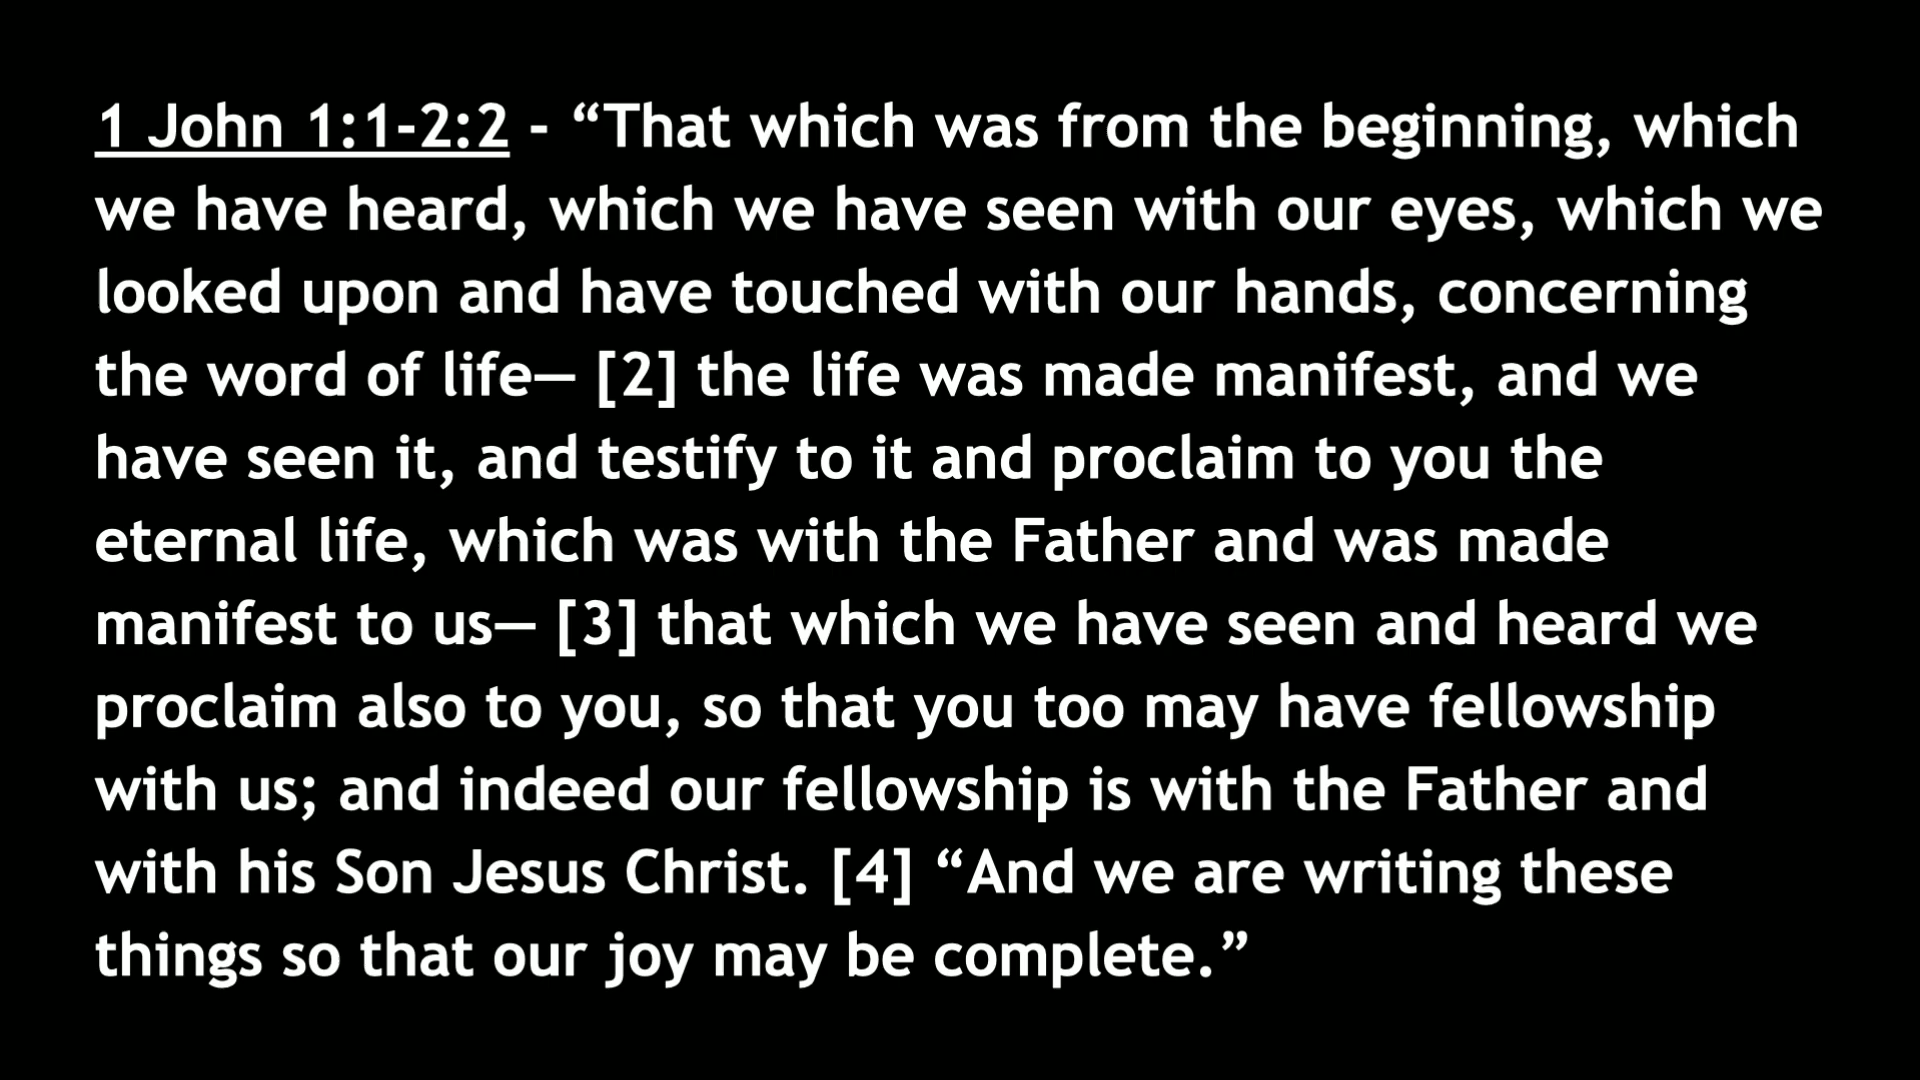 1 John 1:1-2:2 - “That which was from the beginning, which
we have heard, which we have seen with our eyes, which we
looked upon and have touched with our hands, concerning
the word of life— [2] the life was made manifest, and we
have seen it, and testify to it and proclaim to you the
eternal life, which was with the Father and was made
manifest to us— [3] that which we have seen and heard we
proclaim also to you, so that you too may have fellowship
with us; and indeed our fellowship is with the Father and
with his Son Jesus Christ. [4] “And we are writing these
things so that our joy may be complete.”